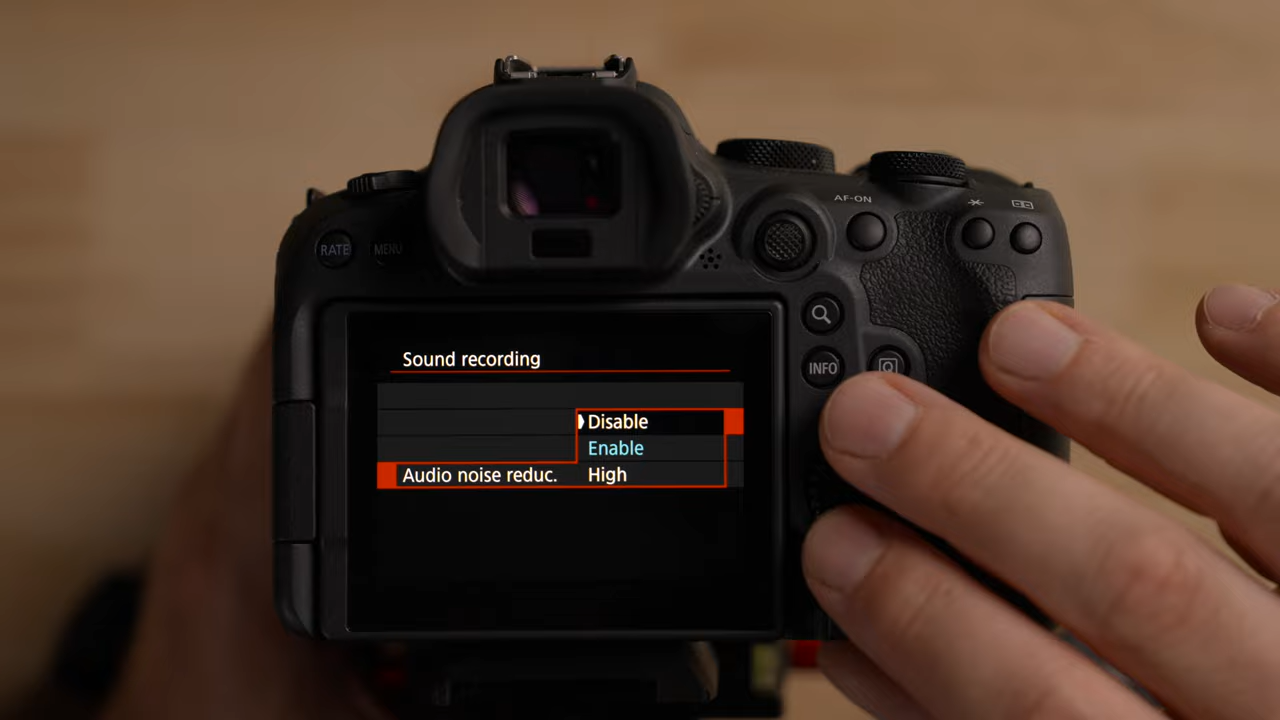 AF-ON
RATE MENU
INFO
Sound recording
Disable
Enable
Audio noise reduc. High